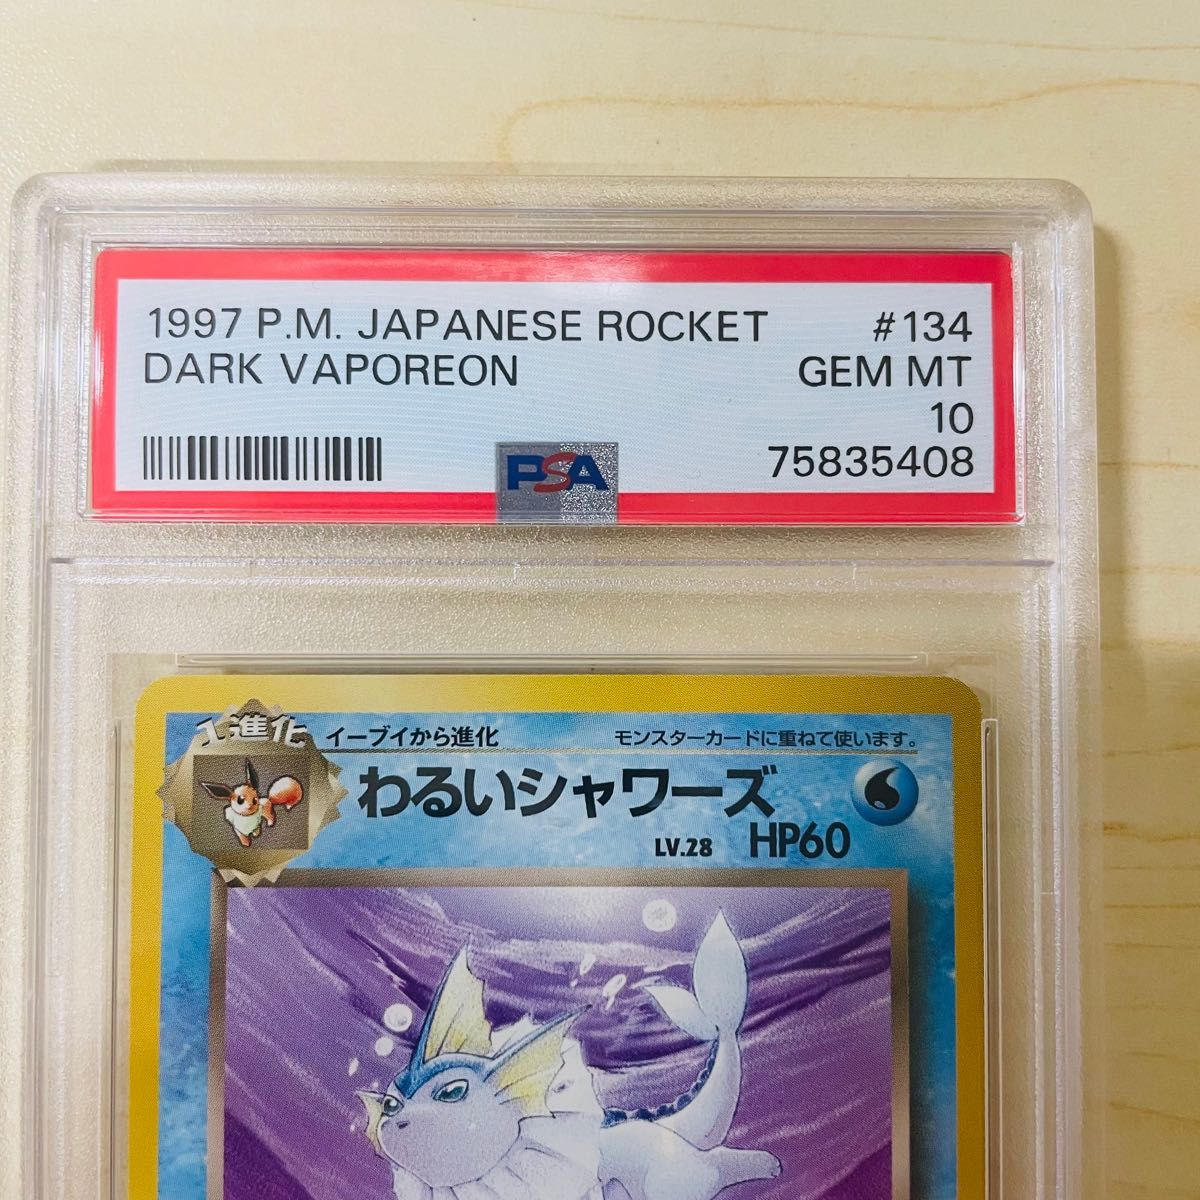 1997 P.M. JAPANESE ROCKET #134
DARK VAPOREON GEM MT
10
PSA 75835408
1進化 イーブイから進化 モンスターカードに重ねて使います。
わるいシャワーズ
LV.28 HP60